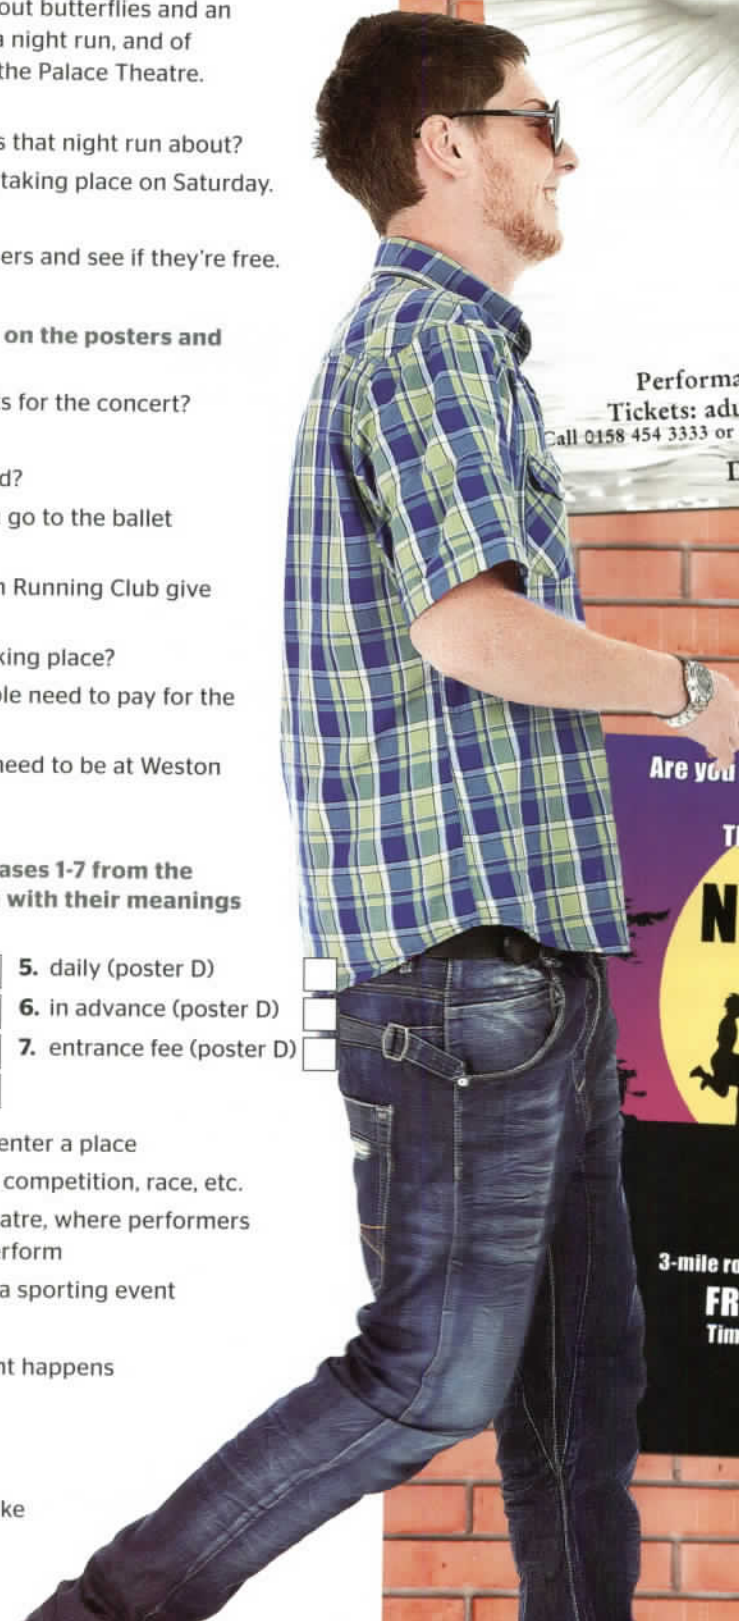 out butterflies and an
night run, and of
the Palace Theatre.
that night run about?
taking place on Saturday.
ers and see if they're free.
on the posters and
s for the concert?
d?
go to the ballet
Running Club give
king place?
le need to pay for the
need to be at Weston
ases 1-7 from the
with their meanings
5. daily (poster D)
6. in advance (poster D)
7. entrance fee (poster D)
enter a place
competition, race, etc.
atre, where performers
rform
a sporting event
nt happens
ke
Performa
Tickets: adu
Call 0158 454 3333 or
D
Are you
Th
N
3-mile ro
FR
Tim